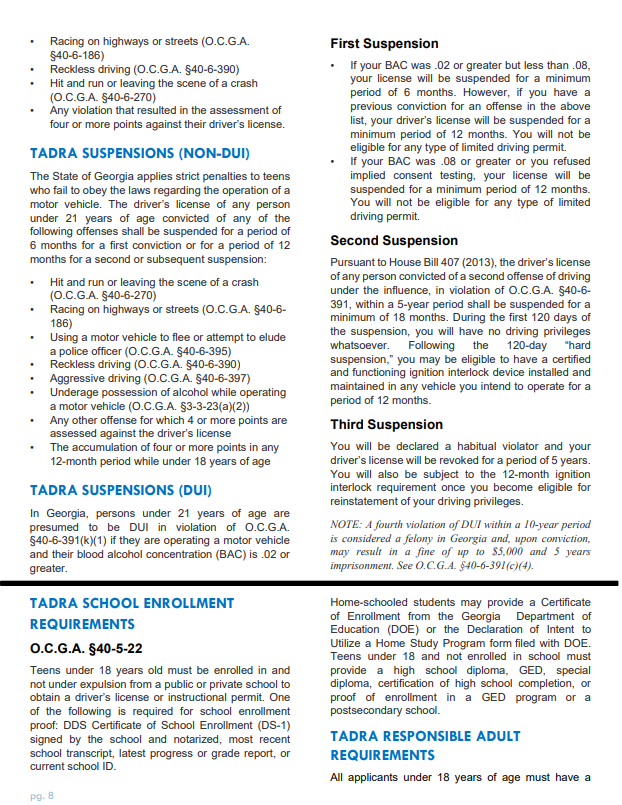 • Racing on highways or streets (O.C.G.A.
§40-6-186)
• Reckless driving (O.C.G.A. §40-6-390)
• Hit and run or leaving the scene of a crash
(O.C.G.A. §40-6-270)
• Any violation that resulted in the assessment of
four or more points against their driver's license.
TADRA SUSPENSIONS (NON-DUI)
The State of Georgia applies strict penalties to teens
who fail to obey the laws regarding the operation of a
motor vehicle. The driver's license of any person
under 21 years of age convicted of any of the
following offenses shall be suspended for a period of
6 months for a first conviction or for a period of 12
months for a second or subsequent suspension:
• Hit and run or leaving the scene of a crash
(O.C.G.A. §40-6-270)
• Racing on highways or streets (O.C.G.A. §40-6-
186)
• Using a motor vehicle to flee or attempt to elude
a police officer (O.C.G.A. §40-6-395)
• Reckless driving (O.C.G.A. §40-6-390)
• Aggressive driving (O.C.G.A. §40-6-397)
• Underage possession of alcohol while operating
a motor vehicle (O.C.G.A. §3-3-23(a)(2))
• Any other offense for which 4 or more points are
assessed against the driver's license
• The accumulation of four or more points in any
12-month period while under 18 years of age
TADRA SUSPENSIONS (DUI)
In Georgia, persons under 21 years of age are
presumed to be DUI in violation of O.C.G.A.
§40-6-391(k)(1) if they are operating a motor vehicle
and their blood alcohol concentration (BAC) is .02 or
greater.
First Suspension
• If your BAC was .02 or greater but less than .08,
your license will be suspended for a minimum
period of 6 months. However, if you have a
previous conviction for an offense in the above
list, your driver's license will be suspended for a
minimum period of 12 months. You will not be
eligible for any type of limited driving permit.
• If your BAC was .08 or greater or you refused
implied consent testing, your license will be
suspended for a minimum period of 12 months.
You will not be eligible for any type of limited
driving permit.
Second Suspension
Pursuant to House Bill 407 (2013), the driver's license
of any person convicted of a second offense of driving
under the influence, in violation of O.C.G.A. §40-6-
391, within a 5-year period shall be suspended for a
minimum of 18 months. During the first 120 days of
the suspension, you will have no driving privileges
whatsoever. Following the 120-day “hard
suspension,” you may be eligible to have a certified
and functioning ignition interlock device installed and
maintained in any vehicle you intend to operate for a
period of 12 months.
Third Suspension
You will be declared a habitual violator and your
driver's license will be revoked for a period of 5 years.
You will also be subject to the 12-month ignition
interlock requirement once you become eligible for
reinstatement of your driving privileges.
NOTE: A fourth violation of DUI within a 10-year period
is considered a felony in Georgia and, upon conviction,
may result in a fine of up to $5,000 and 5 years
imprisonment. See O.C.G.A. §40-6-391(c)(4).
TADRA SCHOOL ENROLLMENT
REQUIREMENTS
O.C.G.A. §40-5-22
Teens under 18 years old must be enrolled in and
not under expulsion from a public or private school to
obtain a driver's license or instructional permit. One
of the following is required for school enrollment
proof: DDS Certificate of School Enrollment (DS-1)
signed by the school and notarized, most recent
school transcript, latest progress or grade report, or
current school ID.
Home-schooled students may provide a Certificate
of Enrollment from the Georgia Department of
Education (DOE) or the Declaration of Intent to
Utilize a Home Study Program form filed with DOE.
Teens under 18 and not enrolled in school must
provide a high school diploma, GED, special
diploma, certification of high school completion, or
proof of enrollment in a GED program or a
postsecondary school.
TADRA RESPONSIBLE ADULT
REQUIREMENTS
All applicants under 18 years of age must have a
pg. 8